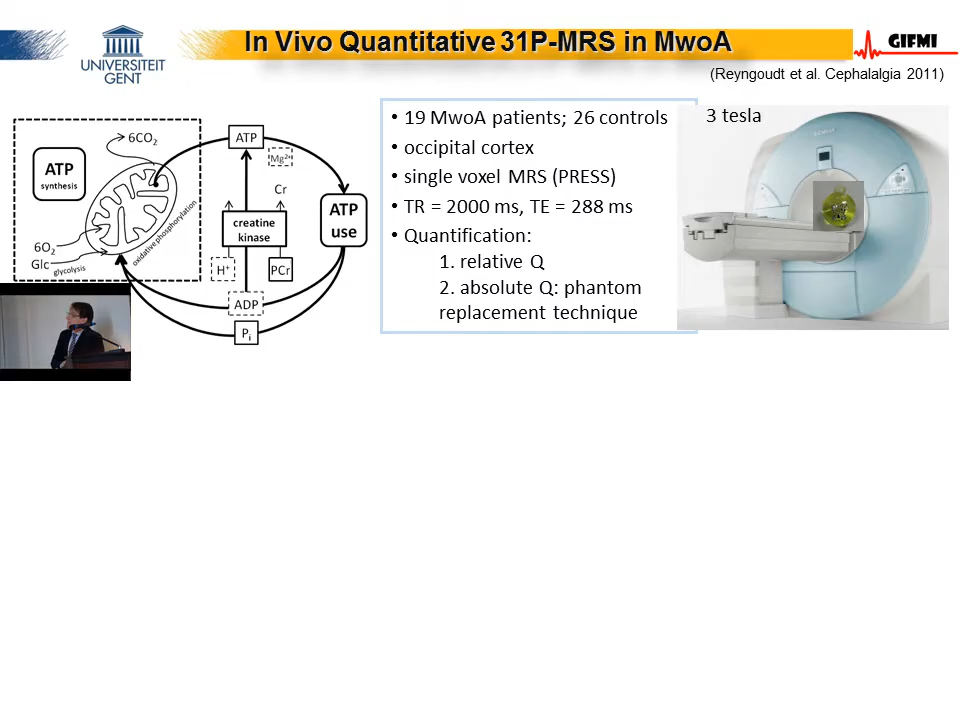 In Vivo Quantitative 31P-MRS in MwoA
UNIVERSITEIT
GENT
GIFMI
(Reyngoudt et al. Cephalalgia 2011)
6CO2
ATP
synthesis
6O2
Glc
glycolysis
oxidative phosphorylation
ATP
Mg2+
Cr
creatine
kinase
ATP
use
H+
PCr
ADP
Pi
• 19 MwoA patients; 26 controls
• occipital cortex
• single voxel MRS (PRESS)
• TR = 2000 ms, TE = 288 ms
• Quantification:
1. relative Q
2. absolute Q: phantom
replacement technique
3 tesla